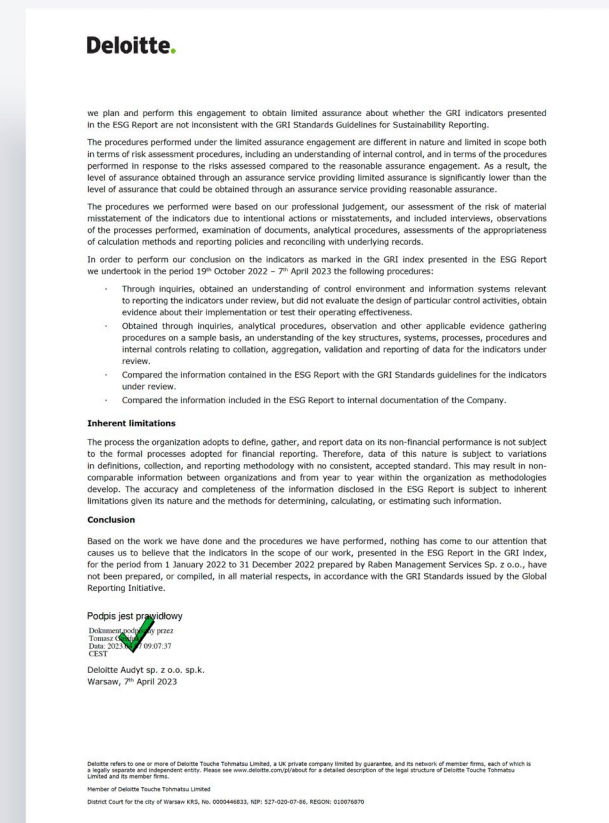 Deloitte.
we plan and perform this engagement to obtain limited assurance about whether the GRI indicators presented
in the ESG Report are not inconsistent with the GRI Standards Guidelines for Sustainability Reporting.
The procedures performed under the limited assurance engagement are different in nature and limited in scope both
in terms of risk assessment procedures, including an understanding of internal control, and in terms of the procedures
performed in response to the risks assessed compared to the reasonable assurance engagement. As a result, the
level of assurance obtained through an assurance service providing limited assurance is significantly lower than the
level of assurance that could be obtained through an assurance service providing reasonable assurance.
The procedures we performed were based on our professional judgement, our assessment of the risk of material
misstatement of the indicators due to intentional actions or misstatements, and included interviews, observations
of the processes performed, examination of documents, analytical procedures, assessments of the appropriateness
of calculation methods and reporting policies and reconciling with underlying records.
In order to perform our conclusion on the indicators as marked in the GRI index presented in the ESG Report
we undertook in the period 19th October 2022 – 7th April 2023 the following procedures:
· Through inquiries, obtained an understanding of control environment and information systems relevant
to reporting the indicators under review, but did not evaluate the design of particular control activities, obtain
evidence about their implementation or test their operating effectiveness.
· Obtained through inquiries, analytical procedures, observation and other applicable evidence gathering
procedures on a sample basis, an understanding of the key structures, systems, processes, procedures and
internal controls relating to collation, aggregation, validation and reporting of data for the indicators under
review.
· Compared the information contained in the ESG Report with the GRI Standards guidelines for the indicators
under review.
· Compared the information included in the ESG Report to internal documentation of the Company.
Inherent limitations
The process the organization adopts to define, gather, and report data on its non-financial performance is not subject
to the formal processes adopted for financial reporting. Therefore, data of this nature is subject to variations
in definitions, collection, and reporting methodology with no consistent, accepted standard. This may result in non-
comparable information between organizations and from year to year within the organization as methodologies
develop. The accuracy and completeness of the information disclosed in the ESG Report is subject to inherent
limitations given its nature and the methods for determining, calculating, or estimating such information.
Conclusion
Based on the work we have done and the procedures we have performed, nothing has come to our attention that
causes us to believe that the indicators in the scope of our work, presented in the ESG Report in the GRI index,
for the period from 1 January 2022 to 31 December 2022 prepared by Raben Management Services Sp. z o.o., have
not been prepared, or compiled, in all material respects, in accordance with the GRI Standards issued by the Global
Reporting Initiative.
Podpis jest prawidłowy
Dokument podpisany przez
Tomasz
Data: 2023 09:07:37
CEST
Deloitte Audyt sp. z o.o. sp.k.
Warsaw, 7th April 2023
Deloitte refers to one or more of Deloitte Touche Tohmatsu Limited, a UK private company limited by guarantee, and its network of member firms, each of which is
a legally separate and independent entity. Please see www.deloitte.com/pl/about for a detailed description of the legal structure of Deloitte Touche Tohmatsu
Limited and its member firms.
Member of Deloitte Touche Tohmatsu Limited
District Court for the city of Warsaw KRS, No. 0000446833, NIP: 527-020-07-86, REGON: 010076870